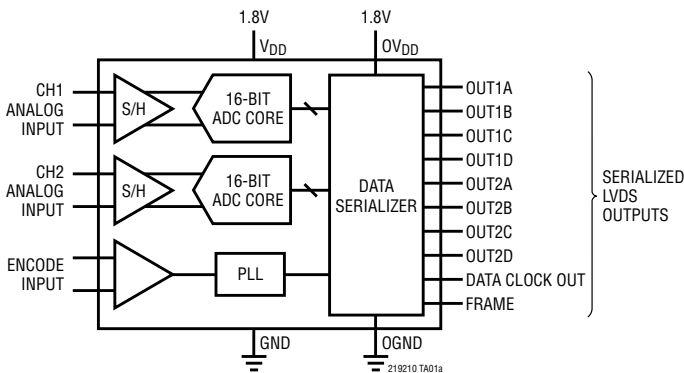 1.8V
1.8V
VDD
OVDD
CH1
ANALOG
INPUT
S/H
16-BIT
ADC CORE
CH2
ANALOG
INPUT
S/H
16-BIT
ADC CORE
ENCODE
INPUT
PLL
DATA
SERIALIZER
OUT1A
OUT1B
OUT1C
OUT1D
OUT2A
OUT2B
OUT2C
OUT2D
DATA CLOCK OUT
FRAME
SERIALIZED
LVDS
OUTPUTS
GND
OGND
219210 TA01a